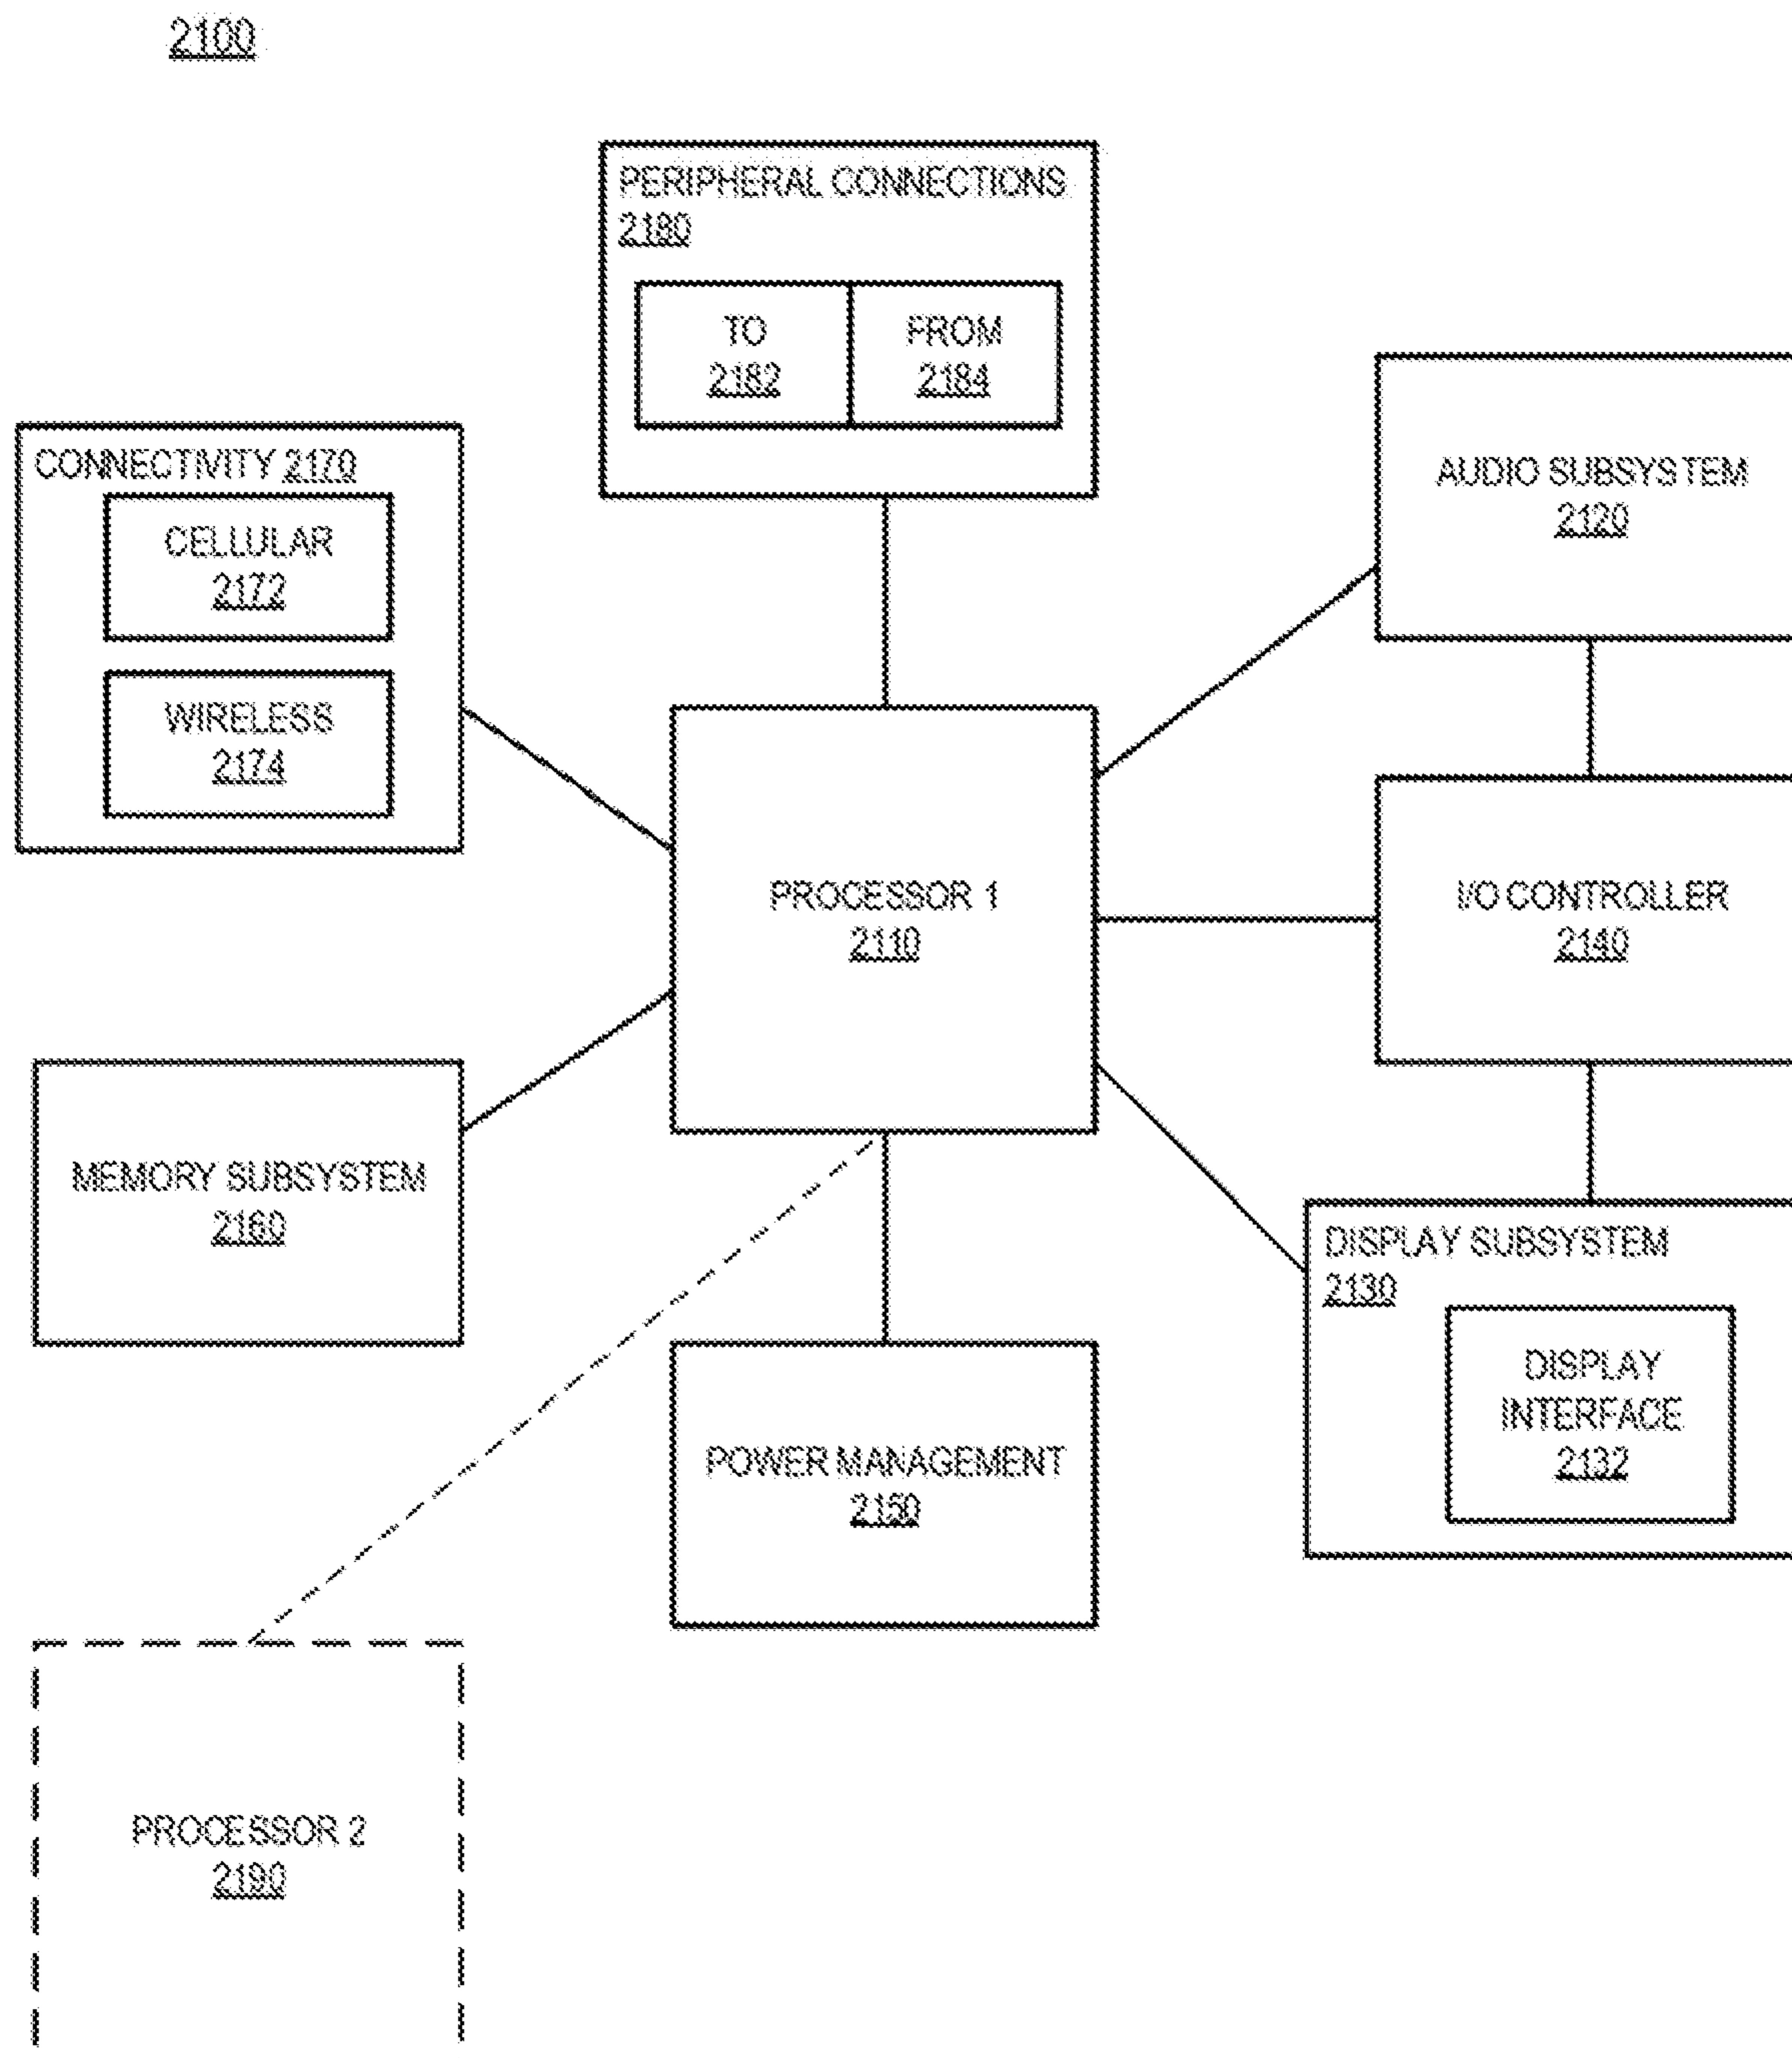 2100
PERIPHERAL CONNECTIONS
2180
TO
2182
FROM
2184
AUDIO SUBSYSTEM
2120
CONNECTIVITY 2170
CELLULAR
2172
WIRELESS
2174
PROCESSOR 1
2110
I/O CONTROLLER
2140
MEMORY SUBSYSTEM
2160
DISPLAY SUBSYSTEM
2130
DISPLAY
INTERFACE
2132
POWER MANAGEMENT
2150
PROCESSOR 2
2190